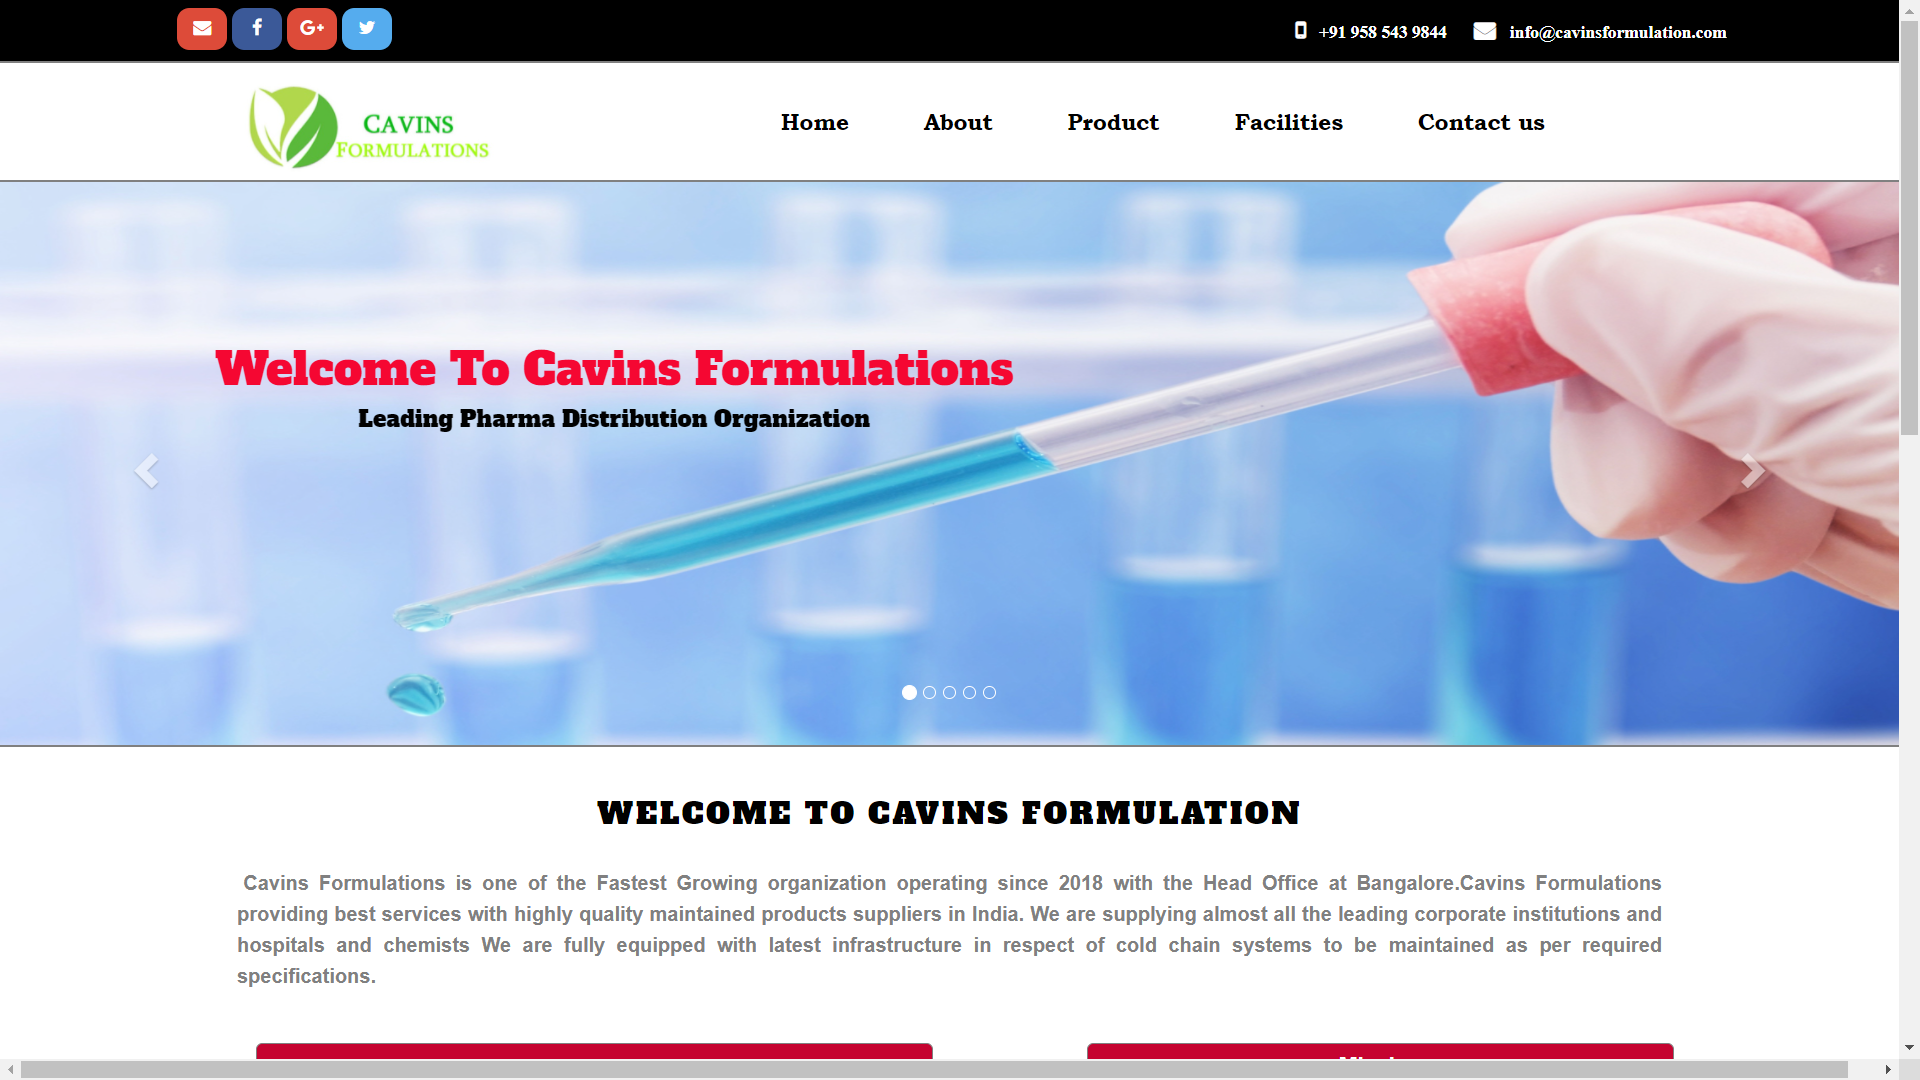 +91 958 543 9844 info@cavinsformulation.com
CAVINS
FORMULATIONS
Home About Product Facilities Contact us
Welcome To Cavins Formulations
Leading Pharma Distribution Organization
WELCOME TO CAVINS FORMULATION
Cavins Formulations is one of the Fastest Growing organization operating since 2018 with the Head Office at Bangalore.Cavins Formulations
providing best services with highly quality maintained products suppliers in India. We are supplying almost all the leading corporate institutions and
hospitals and chemists We are fully equipped with latest infrastructure in respect of cold chain systems to be maintained as per required
specifications.